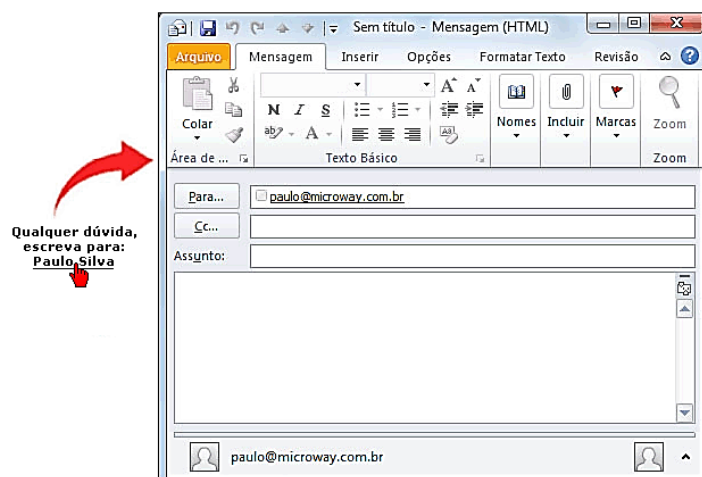 Sem título - Mensagem (HTML)
Arquivo Mensagem Inserir Opções Formatar Texto Revisão
Colar
N I S
A A
ab A Aa
Nomes Incluir Marcas Zoom
Área de ... Texto Básico Zoom
Para... paulo@microway.com.br
Cc...
Assunto:
Qualquer dúvida,
escreva para:
Paulo Silva
paulo@microway.com.br